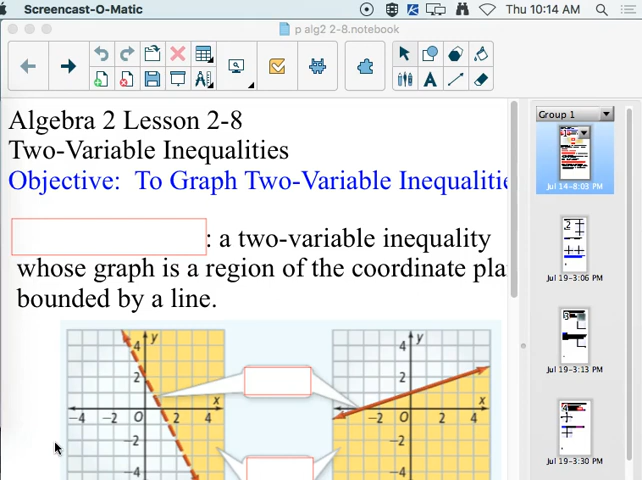 Screencast-O-Matic
Thu 10:14 AM
p alg2 2-8.notebook
Group 1
Algebra 2 Lesson 2-8
Two-Variable Inequalities
Objective: To Graph Two-Variable Inequalitie
: a two-variable inequality
whose graph is a region of the coordinate pla
bounded by a line.
4 y
2
x
-4 -2 O 2 4
-2
-4
4 y
2
x
-2 O 2 4
-2
-4
Jul 14-8:03 PM
Jul 19-3:06 PM
Jul 19-3:13 PM
Jul 19-3:30 PM